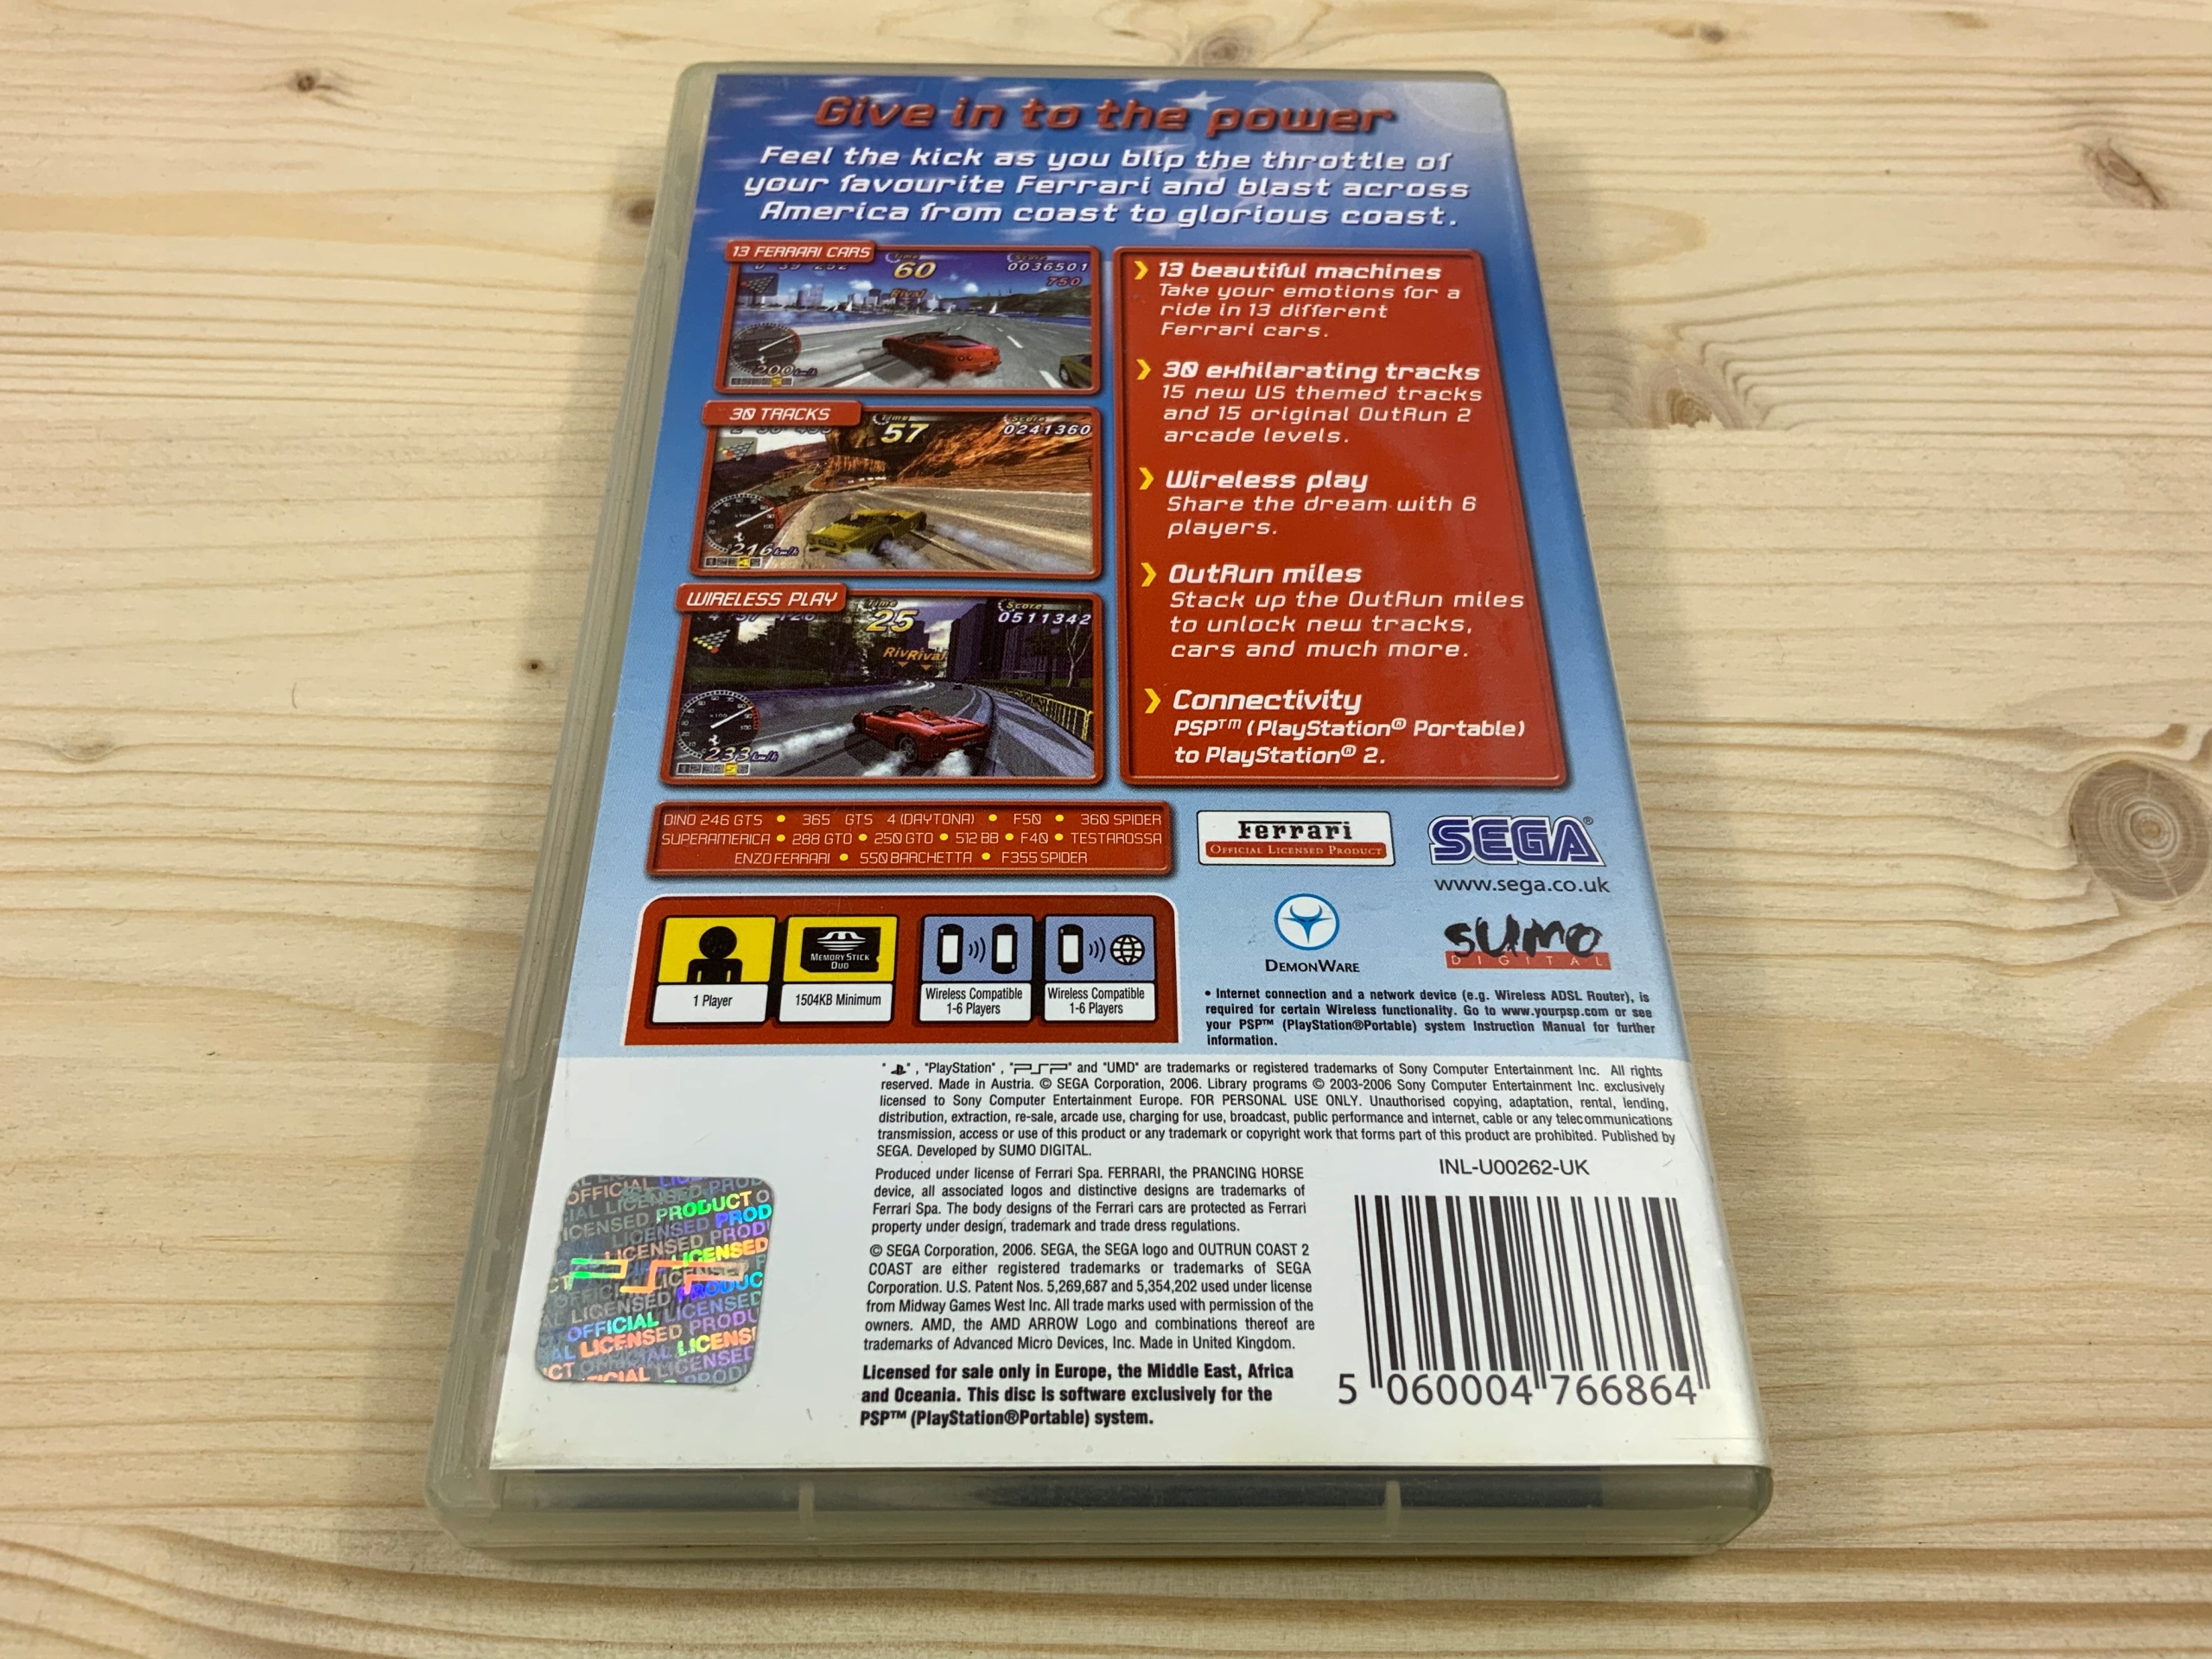 Give in to the power
Feel the kick as you blip the throttle of
your favourite Ferrari and blast across
America from coast to glorious coast.
13 FERRARI CARS
Time
60
Score
0036501
750
Rival
200 km/h
30 TRACKS
Time
57
Score
0241360
216 km/h
WIRELESS PLAY
Time
25
Score
0511342
Rival
233 km/h
13 beautiful machines
Take your emotions for a
ride in 13 different
Ferrari cars.
30 exhilarating tracks
15 new US themed tracks
and 15 original OutRun 2
arcade levels.
Wireless play
Share the dream with 6
players.
OutRun miles
Stack up the OutRun miles
to unlock new tracks,
cars and much more.
Connectivity
PSP™ (PlayStation® Portable)
to PlayStation® 2.
DINO 246 GTS • 365 GTS 4 (DAYTONA) • F50 • 360 SPIDER
SUPERAMERICA • 288 GTO • 250 GTO • 512 BB • F40 • TESTAROSSA
ENZO FERRARI • 550 BARCHETTA • F355 SPIDER
Ferrari
OFFICIAL LICENSED PRODUCT
SEGA®
www.sega.co.uk
DEMONWARE
SUMO
DIGITAL
1 Player
MEMORY STICK
DUO
1504KB Minimum
Wireless Compatible
1-6 Players
Wireless Compatible
1-6 Players
• Internet connection and a network device (e.g. Wireless ADSL Router), is
required for certain Wireless functionality. Go to www.yourpsp.com or see
your PSP™ (PlayStation®Portable) system Instruction Manual for further
information.
" ", "PlayStation", "PSP" and "UMD" are trademarks or registered trademarks of Sony Computer Entertainment Inc. All rights
reserved. Made in Austria. © SEGA Corporation, 2006. Library programs © 2003-2006 Sony Computer Entertainment Inc. exclusively
licensed to Sony Computer Entertainment Europe. FOR PERSONAL USE ONLY. Unauthorised copying, adaptation, rental, lending,
distribution, extraction, re-sale, arcade use, charging for use, broadcast, public performance and internet, cable or any telecommunications
transmission, access or use of this product or any trademark or copyright work that forms part of this product are prohibited. Published by
SEGA. Developed by SUMO DIGITAL.
Produced under license of Ferrari Spa. FERRARI, the PRANCING HORSE
device, all associated logos and distinctive designs are trademarks of
Ferrari Spa. The body designs of the Ferrari cars are protected as Ferrari
property under design, trademark and trade dress regulations.
© SEGA Corporation, 2006. SEGA, the SEGA logo and OUTRUN COAST 2
COAST are either registered trademarks or trademarks of SEGA
Corporation. U.S. Patent Nos. 5,269,687 and 5,354,202 used under license
from Midway Games West Inc. All trade marks used with permission of the
owners. AMD, the AMD ARROW Logo and combinations thereof are
trademarks of Advanced Micro Devices, Inc. Made in United Kingdom.
Licensed for sale only in Europe, the Middle East, Africa
and Oceania. This disc is software exclusively for the
PSP™ (PlayStation®Portable) system.
INL-U00262-UK
5 060004 766864
PSP
OFFICIAL LICENSED PRODUCT